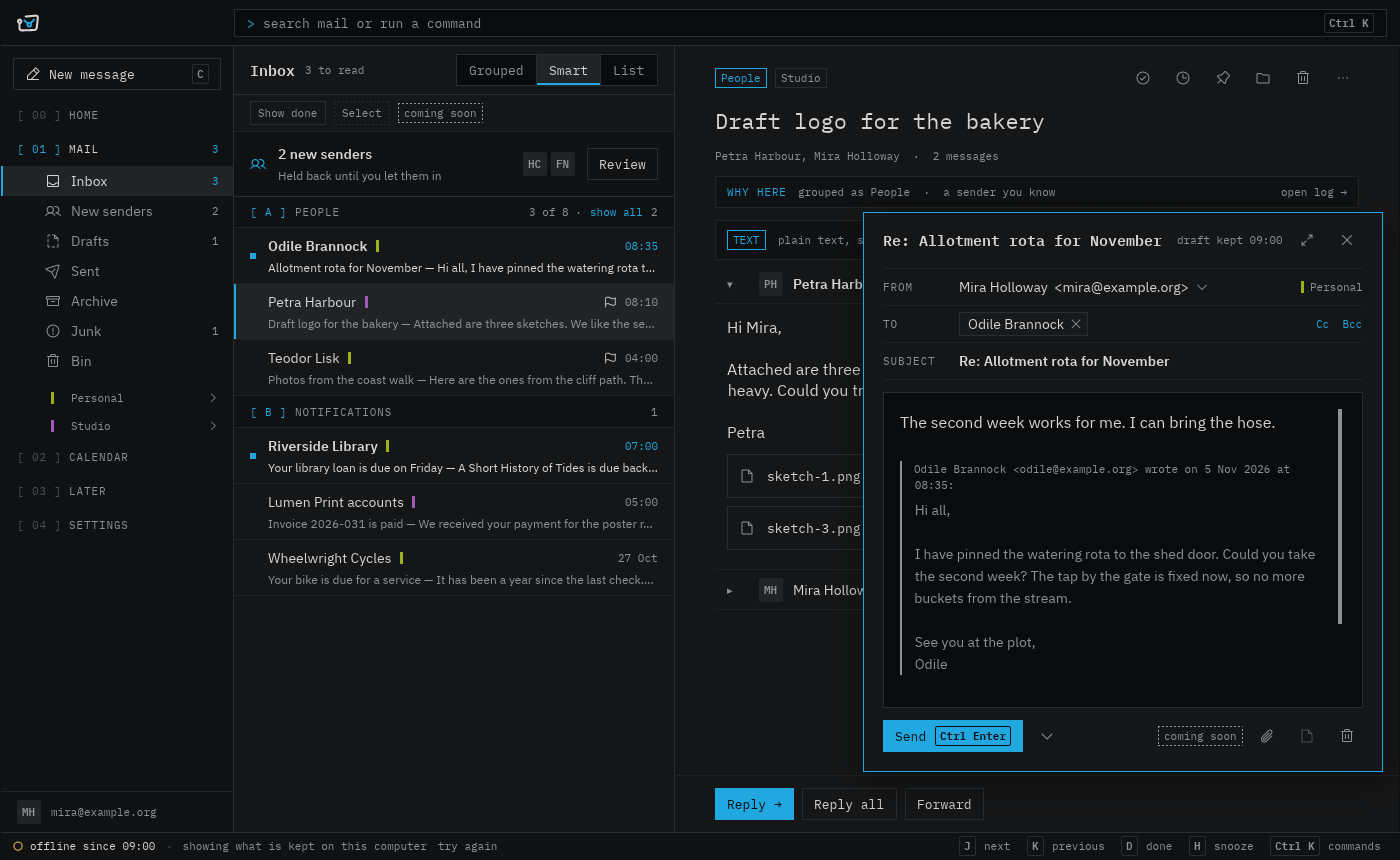 > search mail or run a command
Ctrl K
New message
C
[ 00 ] HOME
[ 01 ] MAIL 3
Inbox 3
New senders 2
Drafts 1
Sent
Archive
Junk 1
Bin
Personal
Studio
[ 02 ] CALENDAR
[ 03 ] LATER
[ 04 ] SETTINGS
MH mira@example.org
Inbox 3 to read
Grouped Smart List
Show done Select coming soon
2 new senders
Held back until you let them in
HC FN Review
[ A ] PEOPLE 3 of 8 · show all 2
Odile Brannock 08:35
Allotment rota for November — Hi all, I have pinned the watering rota t…
Petra Harbour 08:10
Draft logo for the bakery — Attached are three sketches. We like the se…
Teodor Lisk 04:00
Photos from the coast walk — Here are the ones from the cliff path. Th…
[ B ] NOTIFICATIONS 1
Riverside Library 07:00
Your library loan is due on Friday — A Short History of Tides is due back…
Lumen Print accounts 05:00
Invoice 2026-031 is paid — We received your payment for the poster r…
Wheelwright Cycles 27 Oct
Your bike is due for a service — It has been a year since the last check.…
People Studio
Draft logo for the bakery
Petra Harbour, Mira Holloway · 2 messages
WHY HERE grouped as People · a sender you know open log →
TEXT plain text, s
PH Petra Harb
Hi Mira,
Attached are three
heavy. Could you tr
Petra
sketch-1.png
sketch-3.png
MH Mira Hollow
Reply → Reply all Forward
Re: Allotment rota for November draft kept 09:00
FROM Mira Holloway <mira@example.org> Personal
TO Odile Brannock Cc Bcc
SUBJECT Re: Allotment rota for November
The second week works for me. I can bring the hose.
Odile Brannock <odile@example.org> wrote on 5 Nov 2026 at
08:35:
Hi all,
I have pinned the watering rota to the shed door. Could you take
the second week? The tap by the gate is fixed now, so no more
buckets from the stream.
See you at the plot,
Odile
Send Ctrl Enter
coming soon
offline since 09:00 · showing what is kept on this computer try again
J next K previous D done H snooze Ctrl K commands